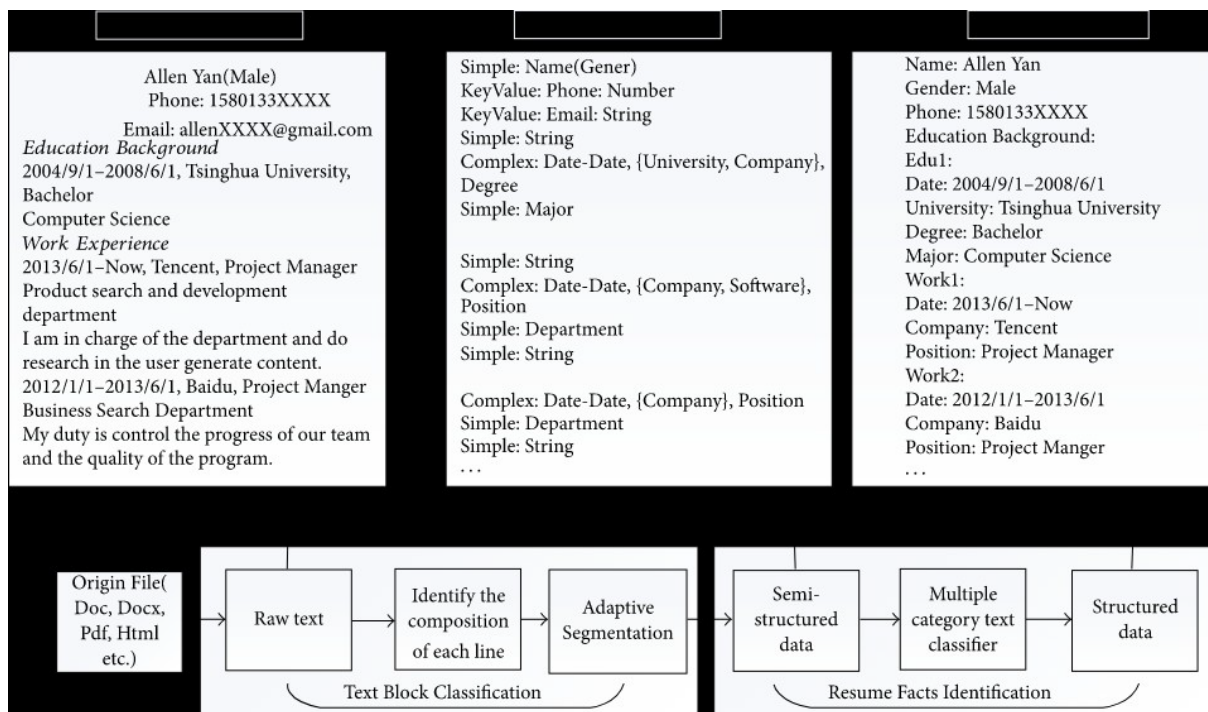 Allen Yan(Male)
Phone: 1580133XXXX
Email: allenXXXX@gmail.com
Education Background
2004/9/1–2008/6/1, Tsinghua University,
Bachelor
Computer Science
Work Experience
2013/6/1–Now, Tencent, Project Manager
Product search and development
department
I am in charge of the department and do
research in the user generate content.
2012/1/1–2013/6/1, Baidu, Project Manger
Business Search Department
My duty is control the progress of our team
and the quality of the program.
Simple: Name(Gener)
KeyValue: Phone: Number
KeyValue: Email: String
Simple: String
Complex: Date-Date, {University, Company},
Degree
Simple: Major
Simple: String
Complex: Date-Date, {Company, Software},
Position
Simple: Department
Simple: String
Complex: Date-Date, {Company}, Position
Simple: Department
Simple: String
...
Name: Allen Yan
Gender: Male
Phone: 1580133XXXX
Education Background:
Edu1:
Date: 2004/9/1–2008/6/1
University: Tsinghua University
Degree: Bachelor
Major: Computer Science
Work1:
Date: 2013/6/1–Now
Company: Tencent
Position: Project Manager
Work2:
Date: 2012/1/1–2013/6/1
Company: Baidu
Position: Project Manger
...
Origin File(
Doc, Docx,
Pdf, Html
etc.)
Raw text
Identify the
composition
of each line
Adaptive
Segmentation
Text Block Classification
Semi-
structured
data
Multiple
category text
classifier
Structured
data
Resume Facts Identification